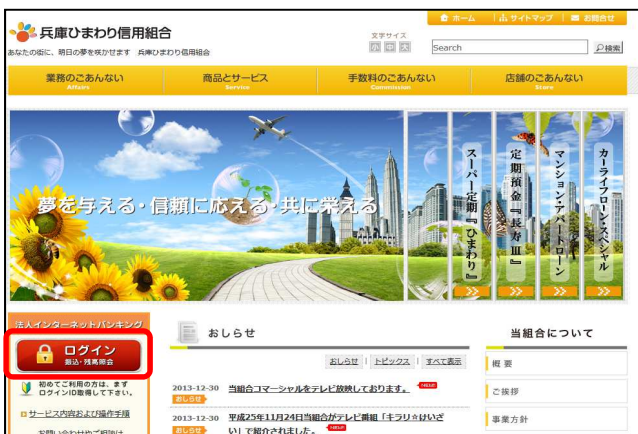 ホーム
サイトマップ
お問合せ
兵庫ひまわり信用組合
あなたの街に、明日の夢を咲かせます 兵庫ひまわり信用組合
文字サイズ
小 中 大
Search
検索
業務のごあんない
Affairs
商品とサービス
Service
手数料のごあんない
Commission
店舗のごあんない
Store
夢を与える・信頼に応える・共に栄える
スーパー定期『ひまわり』
定期預金『長寿Ⅲ』
マンション・アパートローン
カーライフローン・スペシャル
法人インターネットバンキング
ログイン
振込・残高照会
初めてご利用の方は、まず
ログインID取得して下さい。
サービス内容および操作手順
お問い合わせやご相談は
おしらせ
おしらせ | トピックス | すべて表示
2013-12-30 当組合コマーシャルをテレビ放映しております。 NEW!
おしらせ
2013-12-30 平成25年11月24日当組合がテレビ番組「キラリ☆けいざ
おしらせ い」で紹介されました。 NEW!
当組合について
概要
ご挨拶
事業方針